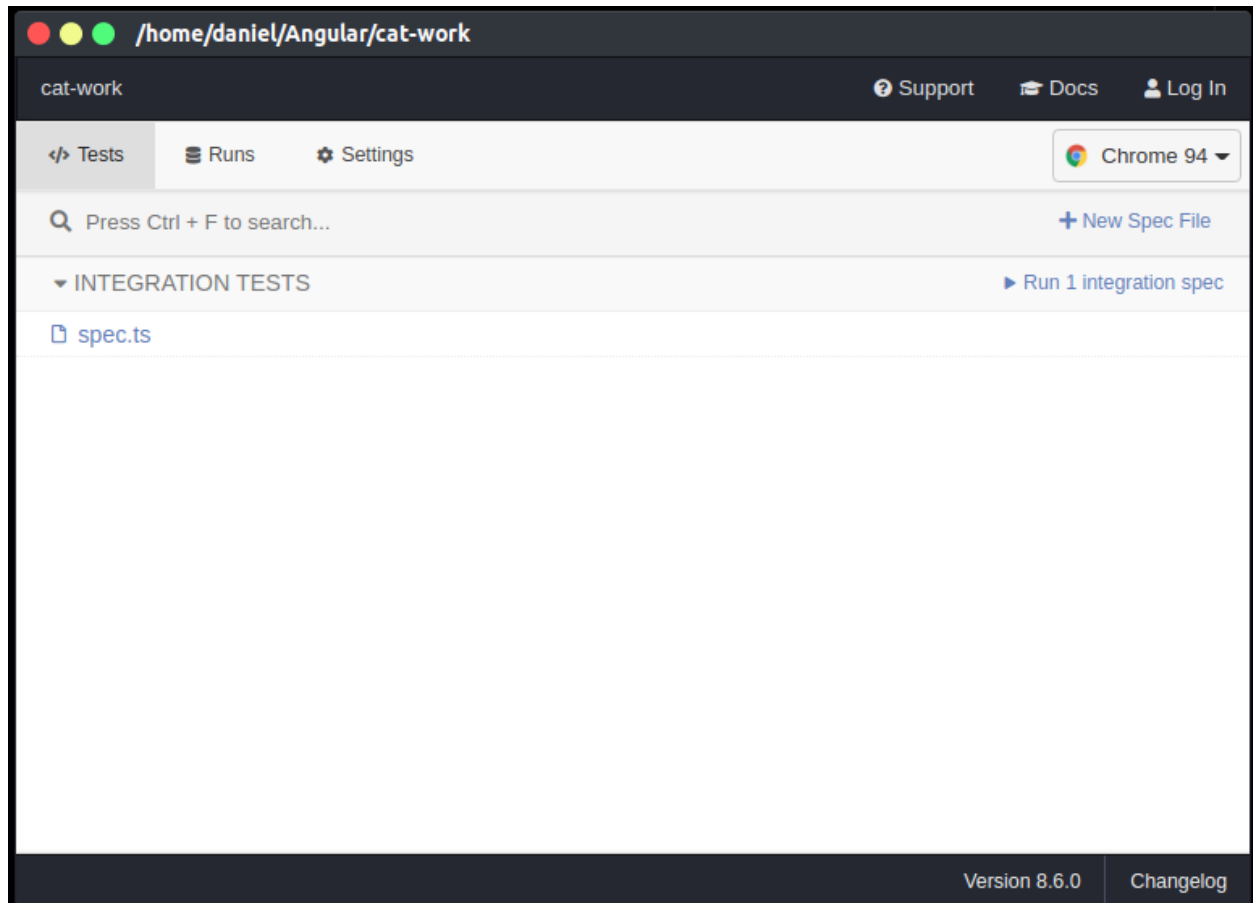 /home/daniel/Angular/cat-work
cat-work Support Docs Log In
Tests Runs Settings Chrome 94
Press Ctrl + F to search... New Spec File
INTEGRATION TESTS Run 1 integration spec
spec.ts
Version 8.6.0 Changelog